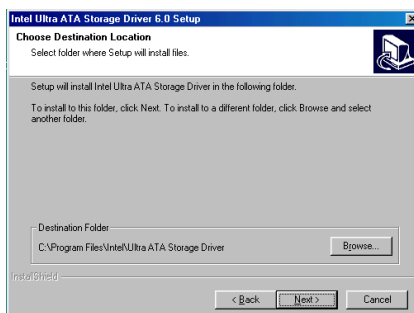 Intel Ultra ATA Storage Driver 6.0 Setup
Choose Destination Location
Select folder where Setup will install files.
Setup will install Intel Ultra ATA Storage Driver in the following folder.
To install to this folder, click Next. To install to a different folder, click Browse and select
another folder.
Destination Folder
C:\Program Files\Intel\Ultra ATA Storage Driver
Browse...
InstallShield
< Back
Next >
Cancel